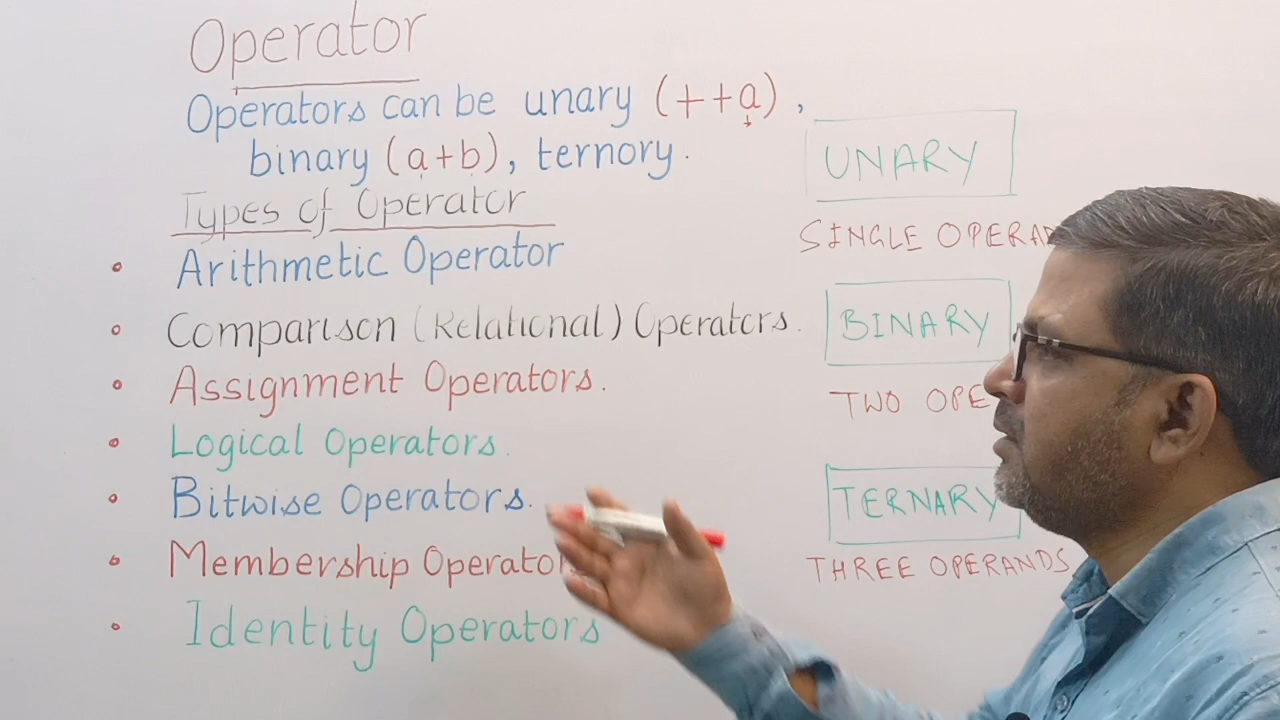 Operator
Operators can be unary (++a),
binary (a+b), ternory.
Types of Operator
Arithmetic Operator
Comparison (Relational) Operators.
Assignment Operators.
Logical Operators.
Bitwise Operators.
Membership Operator
Identity Operators
UNARY
SINGLE
BINARY
TWO
TERNARY
THREE OPERANDS